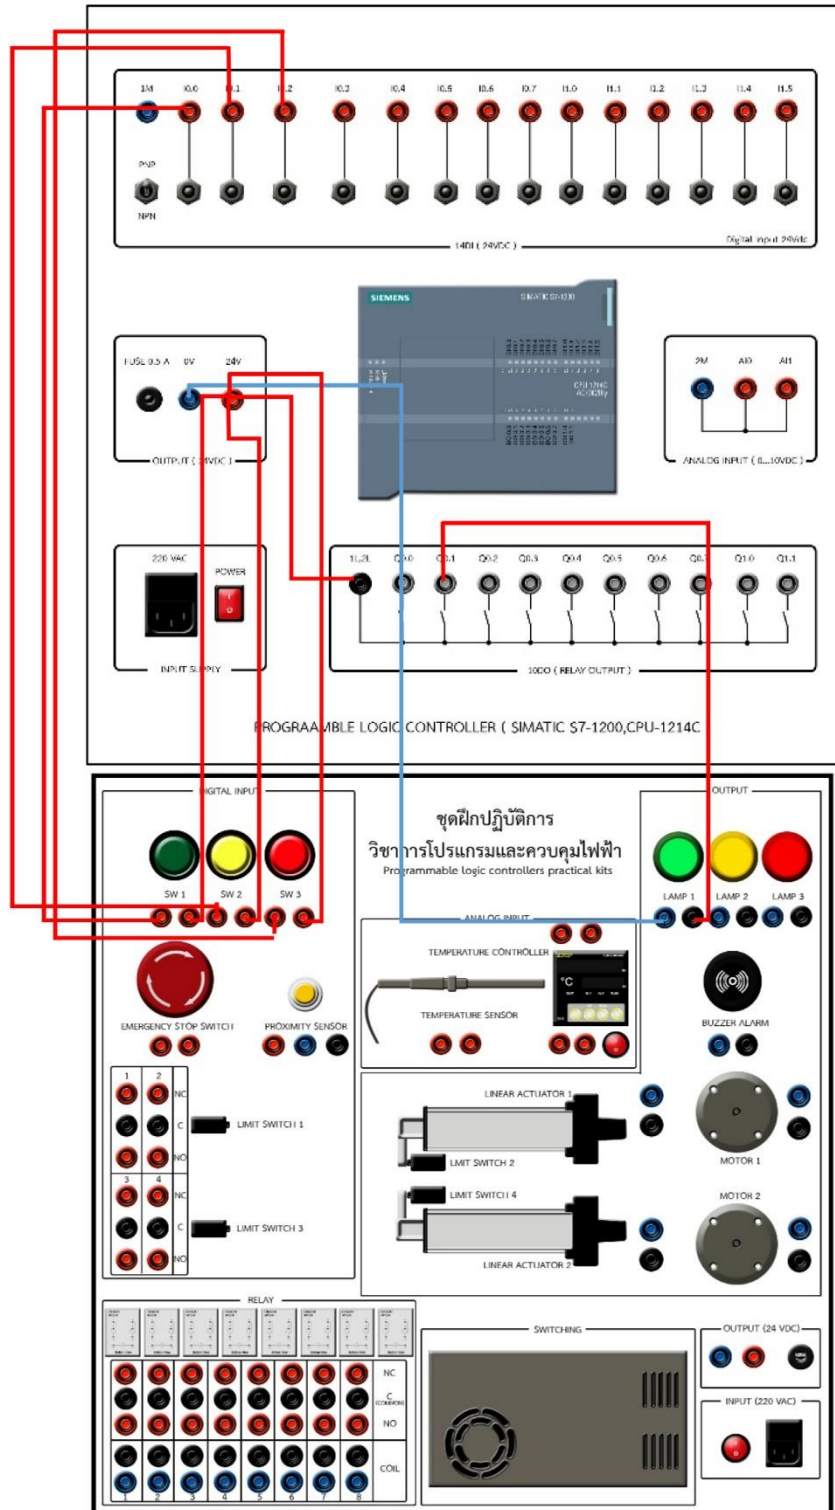 1M I0.0 I0.1 I0.2 I0.3 I0.4 I0.5 I0.6 I0.7 I1.0 I1.1 I1.2 I1.3 I1.4 I1.5
PNP
NPN
14DI ( 24VDC )
Digital Input 24Vdc
SIEMENS
SIMATIC S7-1200
CPU 1214C
AC/DC/Rly
FUSE 0.5 A 0V 24V
OUTPUT ( 24VDC )
2M AI0 AI1
ANALOG INPUT ( 0...10VDC )
220 VAC
POWER
INPUT SUPPLY
1L,2L Q0.0 Q0.1 Q0.2 Q0.3 Q0.4 Q0.5 Q0.6 Q0.7 Q1.0 Q1.1
10DO ( RELAY OUTPUT )
PROGRAAMBLE LOGIC CONTROLLER ( SIMATIC S7-1200,CPU-1214C
DIGITAL INPUT
SW 1 SW 2 SW 3
ชุดฝึกปฏิบัติการ
วิชาการโปรแกรมและควบคุมไฟฟ้า
Programmable logic controllers practical kits
OUTPUT
LAMP 1 LAMP 2 LAMP 3
EMERGENCY STOP SWITCH
PROXIMITY SENSOR
ANALOG INPUT
TEMPERATURE CONTROLLER
°C
TEMPERATURE SENSOR
BUZZER ALARM
1 2
NC
C
NO
LIMIT SWITCH 1
3 4
NC
C
NO
LIMIT SWITCH 3
LINEAR ACTUATOR 1
LMIT SWITCH 2
LIMIT SWITCH 4
LINEAR ACTUATOR 2
MOTOR 1
MOTOR 2
RELAY
NC
C
(COMMON)
NO
COIL
1 2 3 4 5 6 7 8
SWITCHING
OUTPUT (24 VDC)
INPUT (220 VAC)